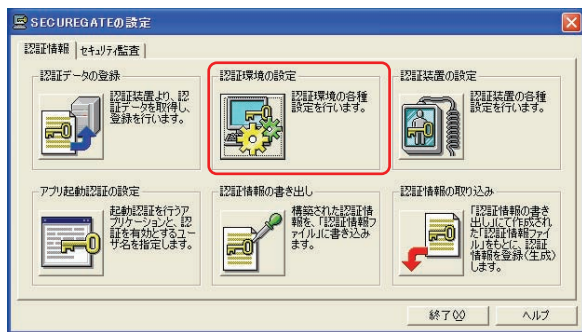 SECUREGATEの設定
認証情報 セキュリティ監査
認証データの登録
認証装置より、認
証データを取得し、
登録を行います。
認証環境の設定
認証環境の各種
設定を行います。
認証装置の設定
認証装置の各種
設定を行います。
アプリ起動認証の設定
起動認証を行うア
プリケーションと、認
証を有効とするユー
ザ名を指定します。
認証情報の書き出し
構築された認証情
報を、「認証情報フ
ァイル」に書き込み
ます。
認証情報の取り込み
「認証情報の書き
出し」にて作成され
た「認証情報ファイ
ル」をもとに、認証
情報を登録(生成)
します。
終了(X) ヘルプ